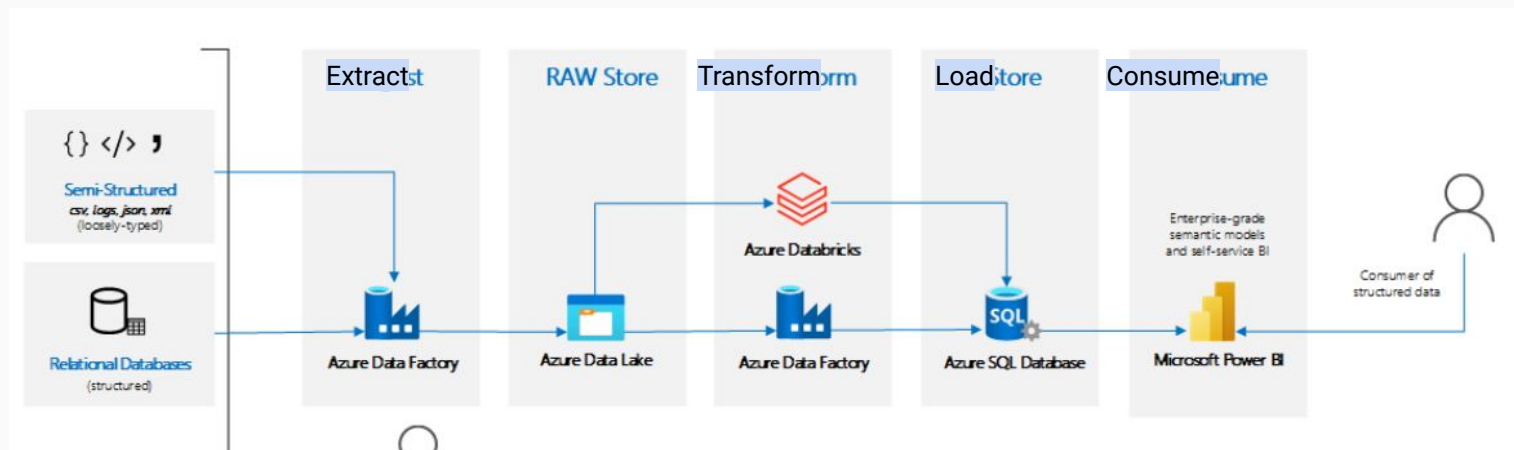 Extract
RAW Store
Transform
Load
Consume
{} </> ,
Semi-Structured
csv, logs, json, xml
(loosely-typed)
Relational Databases
(structured)
Azure Data Factory
Azure Data Lake
Azure Databricks
Azure Data Factory
SQL
Azure SQL Database
Enterprise-grade
semantic models
and self-service BI
Microsoft Power BI
Consumer of
structured data